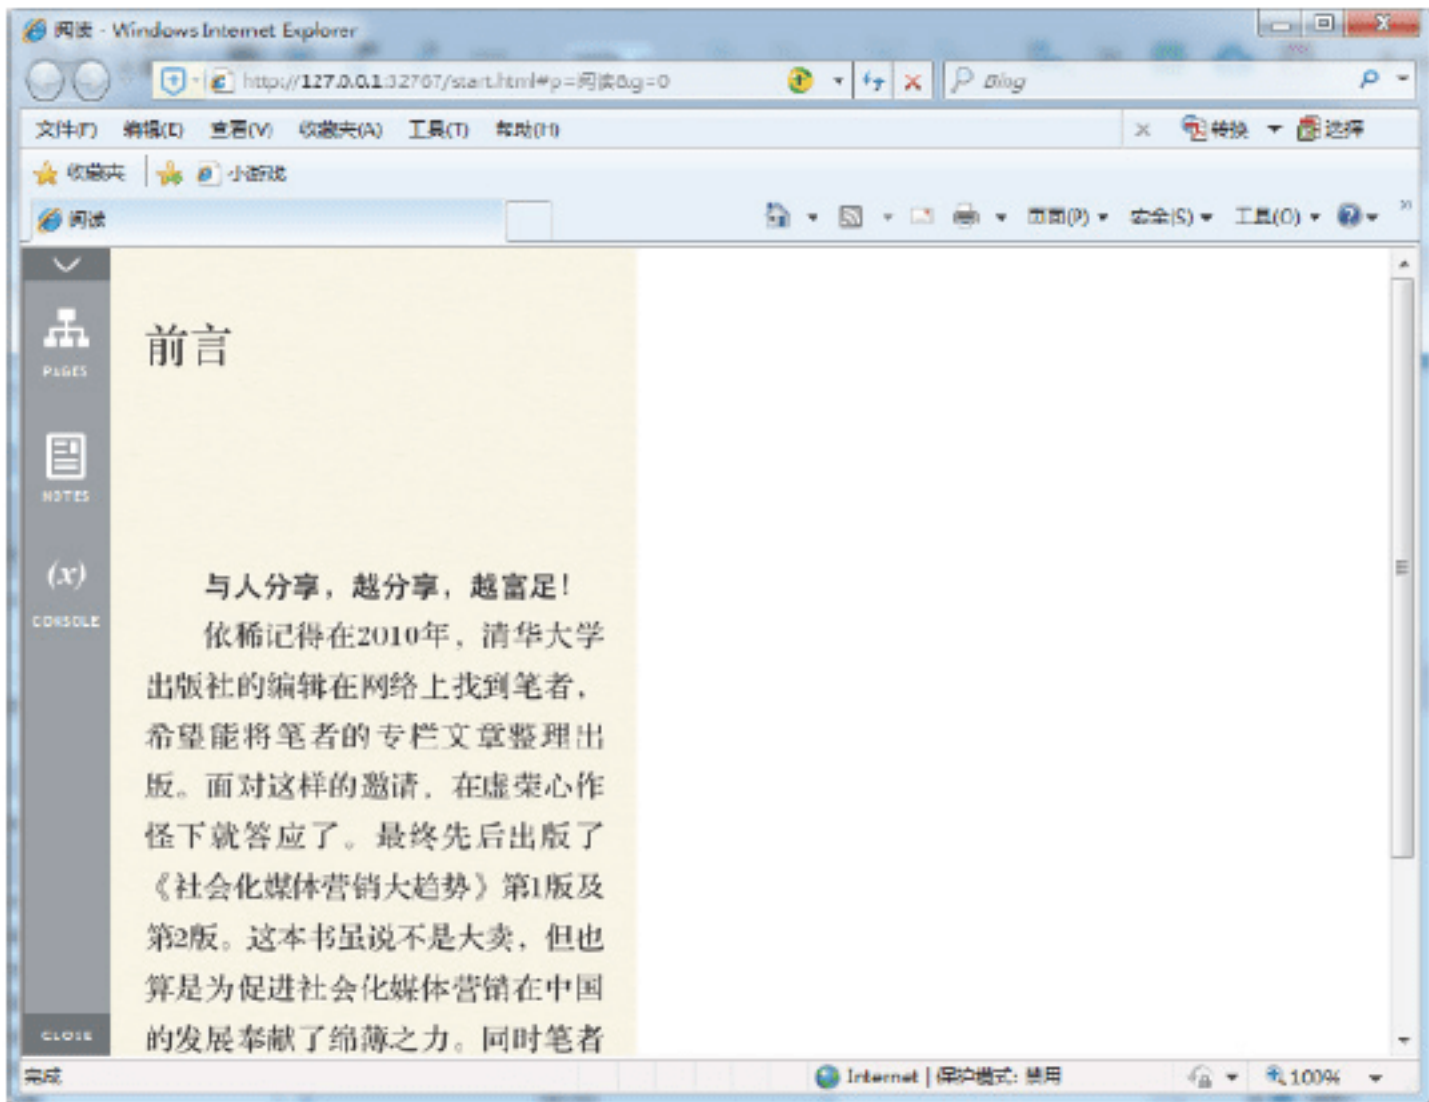 阅读 - Windows Internet Explorer
http://127.0.0.1:32767/start.html#p=阅读&g=0
Bing
文件(F) 编辑(E) 查看(V) 收藏夹(A) 工具(T) 帮助(H)
转换 选择
收藏夹 小游戏
阅读
页面(P) 安全(S) 工具(O)
PAGES
NOTES
(x)
CONSOLE
CLOSE
前言
与人分享，越分享，越富足！
依稀记得在2010年，清华大学
出版社的编辑在网络上找到笔者，
希望能将笔者的专栏文章整理出
版。面对这样的邀请，在虚荣心作
怪下就答应了。最终先后出版了
《社会化媒体营销大趋势》第1版及
第2版。这本书虽说不是大卖，但也
算是为促进社会化媒体营销在中国
的发展奉献了绵薄之力。同时笔者
完成
Internet | 保护模式: 禁用
100%